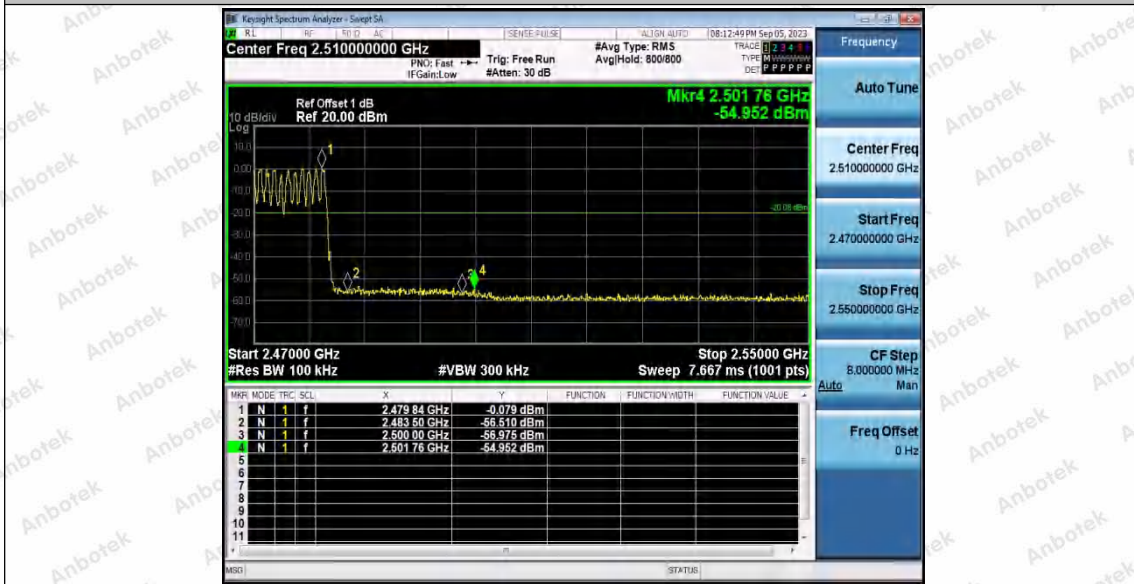 Keysight Spectrum Analyzer - Swept SA
RL RF 50 Ω AC SENSE:PULSE ALIGN AUTO 08:12:49 PM Sep 05, 2023
Center Freq 2.510000000 GHz
PNO: Fast
IFGain:Low
Trig: Free Run
#Atten: 30 dB
#Avg Type: RMS
Avg|Hold: 800/800
TRACE 1 2 3 4 5
TYPE M
DET P P P P P P
Frequency
Auto Tune
Center Freq
2.510000000 GHz
Start Freq
2.470000000 GHz
Stop Freq
2.550000000 GHz
CF Step
8.000000 MHz
Auto Man
Freq Offset
0 Hz
Mkr4 2.501 76 GHz
-54.952 dBm
Ref Offset 1 dB
10 dB/div Ref 20.00 dBm
Log
10.0
0.00
-10.0
-20.0
-30.0
-40.0
-50.0
-60.0
-70.0
-20.08 dBm
1
2
3
4
Start 2.47000 GHz Stop 2.55000 GHz
#Res BW 100 kHz #VBW 300 kHz Sweep 7.667 ms (1001 pts)
MKR MODE TRC SCL X Y FUNCTION FUNCTION WIDTH FUNCTION VALUE
1 N 1 f 2.479 84 GHz -0.079 dBm
2 N 1 f 2.483 50 GHz -56.510 dBm
3 N 1 f 2.500 00 GHz -56.975 dBm
4 N 1 f 2.501 76 GHz -54.952 dBm
5
6
7
8
9
10
11
MSG STATUS
Anbotek